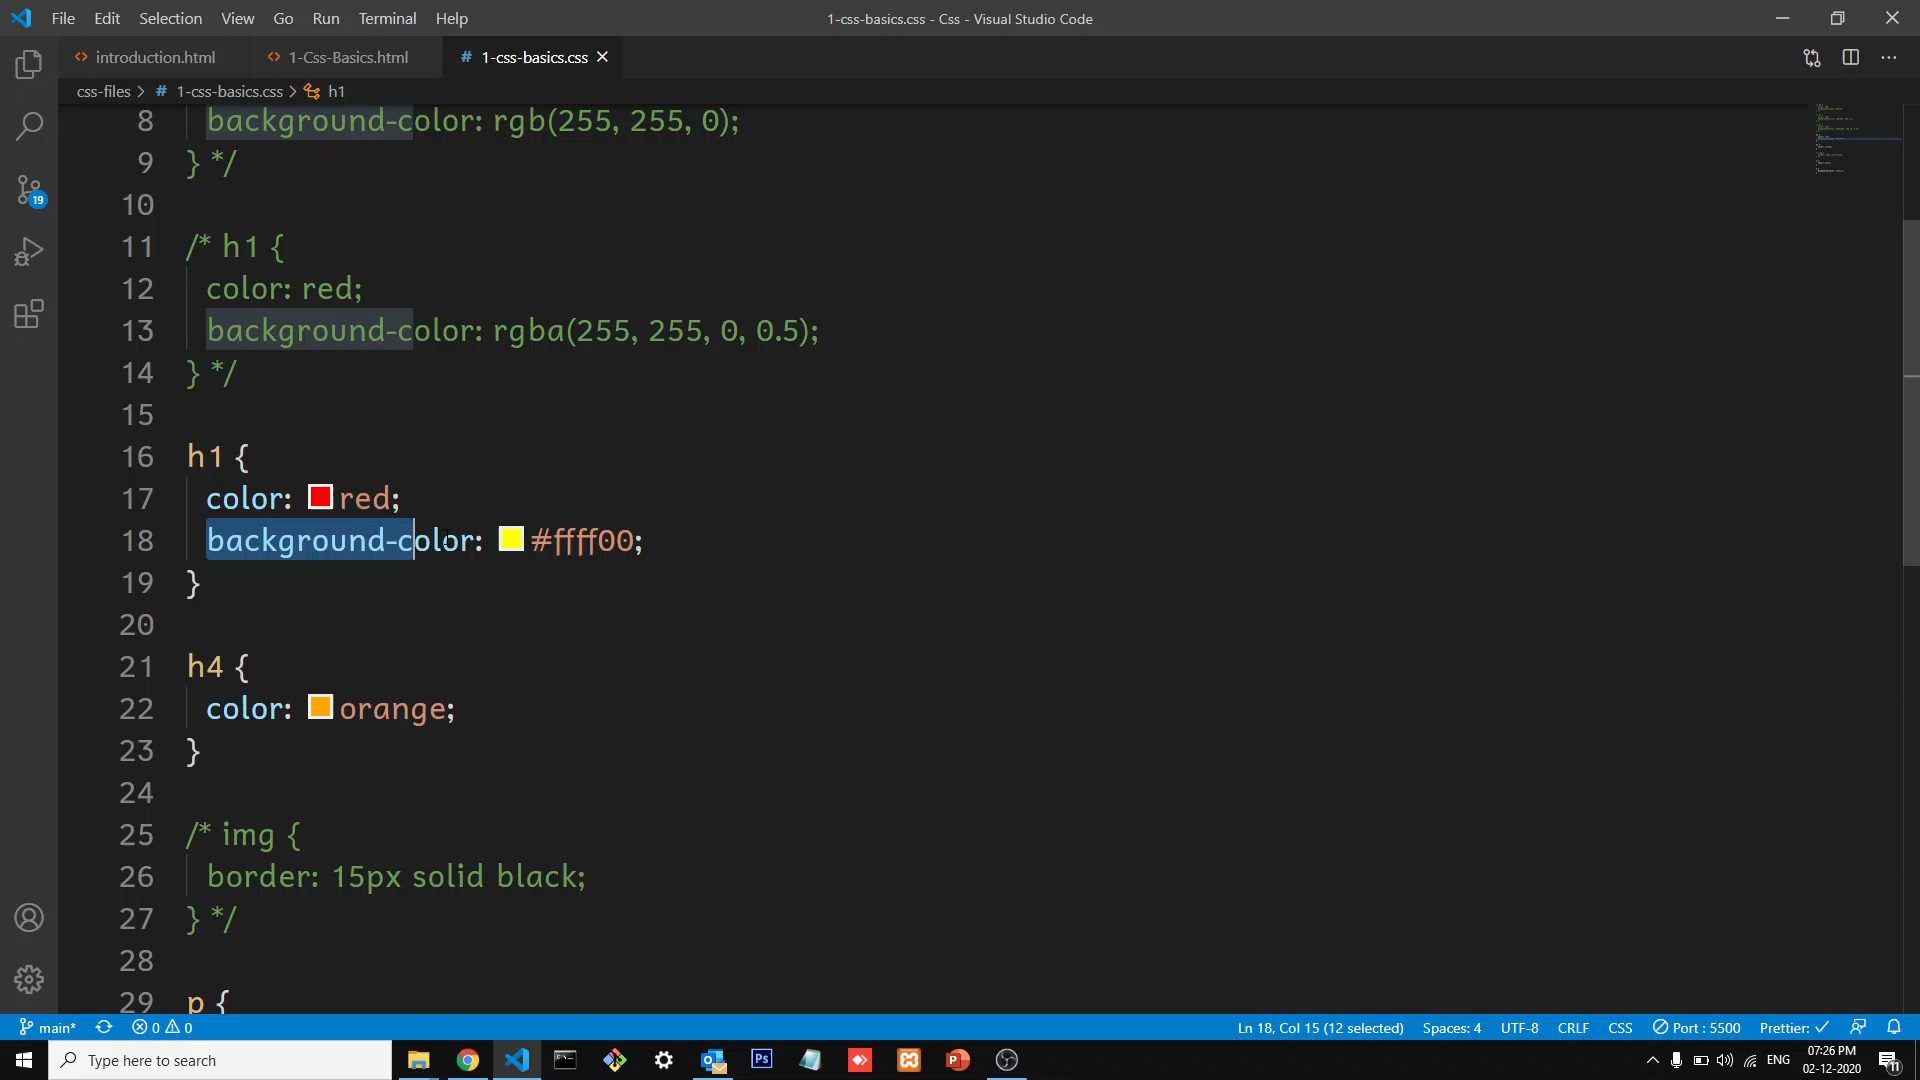 File Edit Selection View Go Run Terminal Help
1-css-basics.css - Css - Visual Studio Code
introduction.html 1-Css-Basics.html # 1-css-basics.css
css-files > # 1-css-basics.css > h1
8 background-color: rgb(255, 255, 0);
9 } */
10
11 /* h1 {
12 color: red;
13 background-color: rgba(255, 255, 0, 0.5);
14 } */
15
16 h1 {
17 color: red;
18 background-color: #ffff00;
19 }
20
21 h4 {
22 color: orange;
23 }
24
25 /* img {
26 border: 15px solid black;
27 } */
28
29 p {
19
main* 0 0 Ln 18, Col 15 (12 selected) Spaces: 4 UTF-8 CRLF CSS Port : 5500 Prettier: ✓
Type here to search
Ps
ENG
07:26 PM
02-12-2020
11